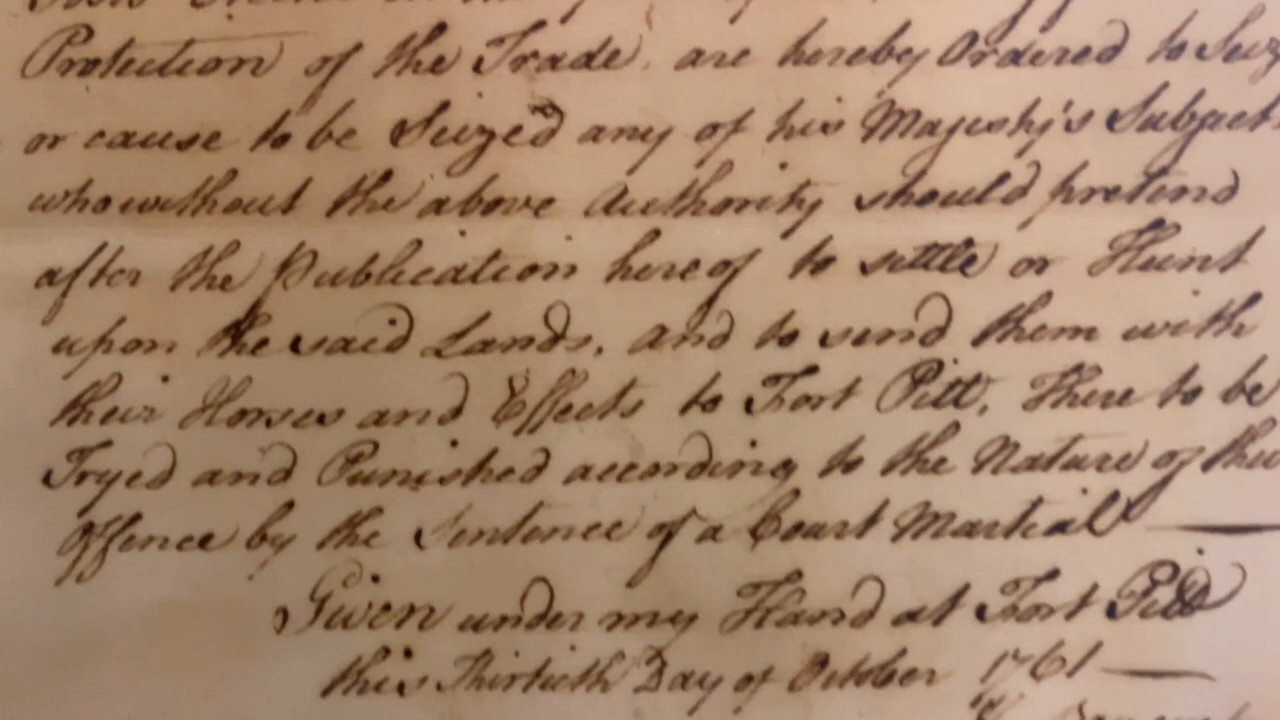 Protection of the Trade, are hereby Ordered to
or cause to be Seized any of his Majesty's Subject
who without the above Authority should pretend
after the Publication hereof to settle or Hunt
upon the said Lands, and to send them with
their Horses and Effects to Fort Pitt, There to be
Tryed and Punished according to the Nature of
Offence by the Sentence of a Court Martial —
Given under my Hand at Fort Pitt
this Thirtieth Day of October 1761 —